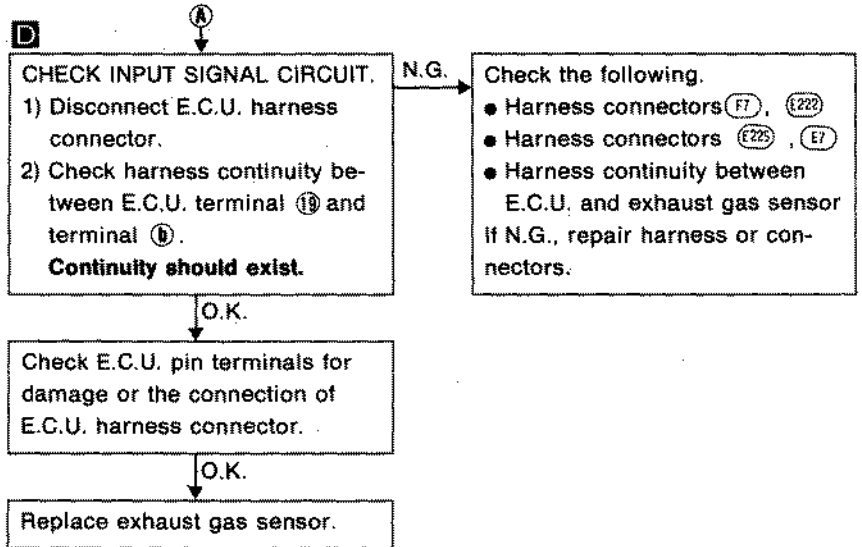 Ⓐ
D
CHECK INPUT SIGNAL CIRCUIT.
1) Disconnect E.C.U. harness
connector.
2) Check harness continuity be-
tween E.C.U. terminal ⑲ and
terminal ⓑ.
Continuity should exist.
N.G.
Check the following.
● Harness connectors (F7), (E222)
● Harness connectors (E225), (E7)
● Harness continuity between
E.C.U. and exhaust gas sensor
If N.G., repair harness or con-
nectors.
O.K.
Check E.C.U. pin terminals for
damage or the connection of
E.C.U. harness connector.
O.K.
Replace exhaust gas sensor.